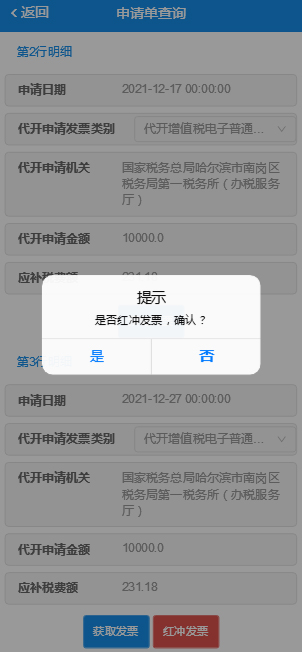 返回
申请单查询
第2行明细
申请日期 2021-12-17 00:00:00
代开申请发票类别 代开增值税电子普通...
代开申请机关 国家税务总局哈尔滨市南岗区
税务局第一税务所（办税服务
厅）
代开申请金额 10000.0
应补税费额 231.18
提示
是否红冲发票，确认？
是 否
第3行
申请日期 2021-12-27 00:00:00
代开申请发票类别 代开增值税电子普通...
代开申请机关 国家税务总局哈尔滨市南岗区
税务局第一税务所（办税服务
厅）
代开申请金额 10000.0
应补税费额 231.18
获取发票 红冲发票